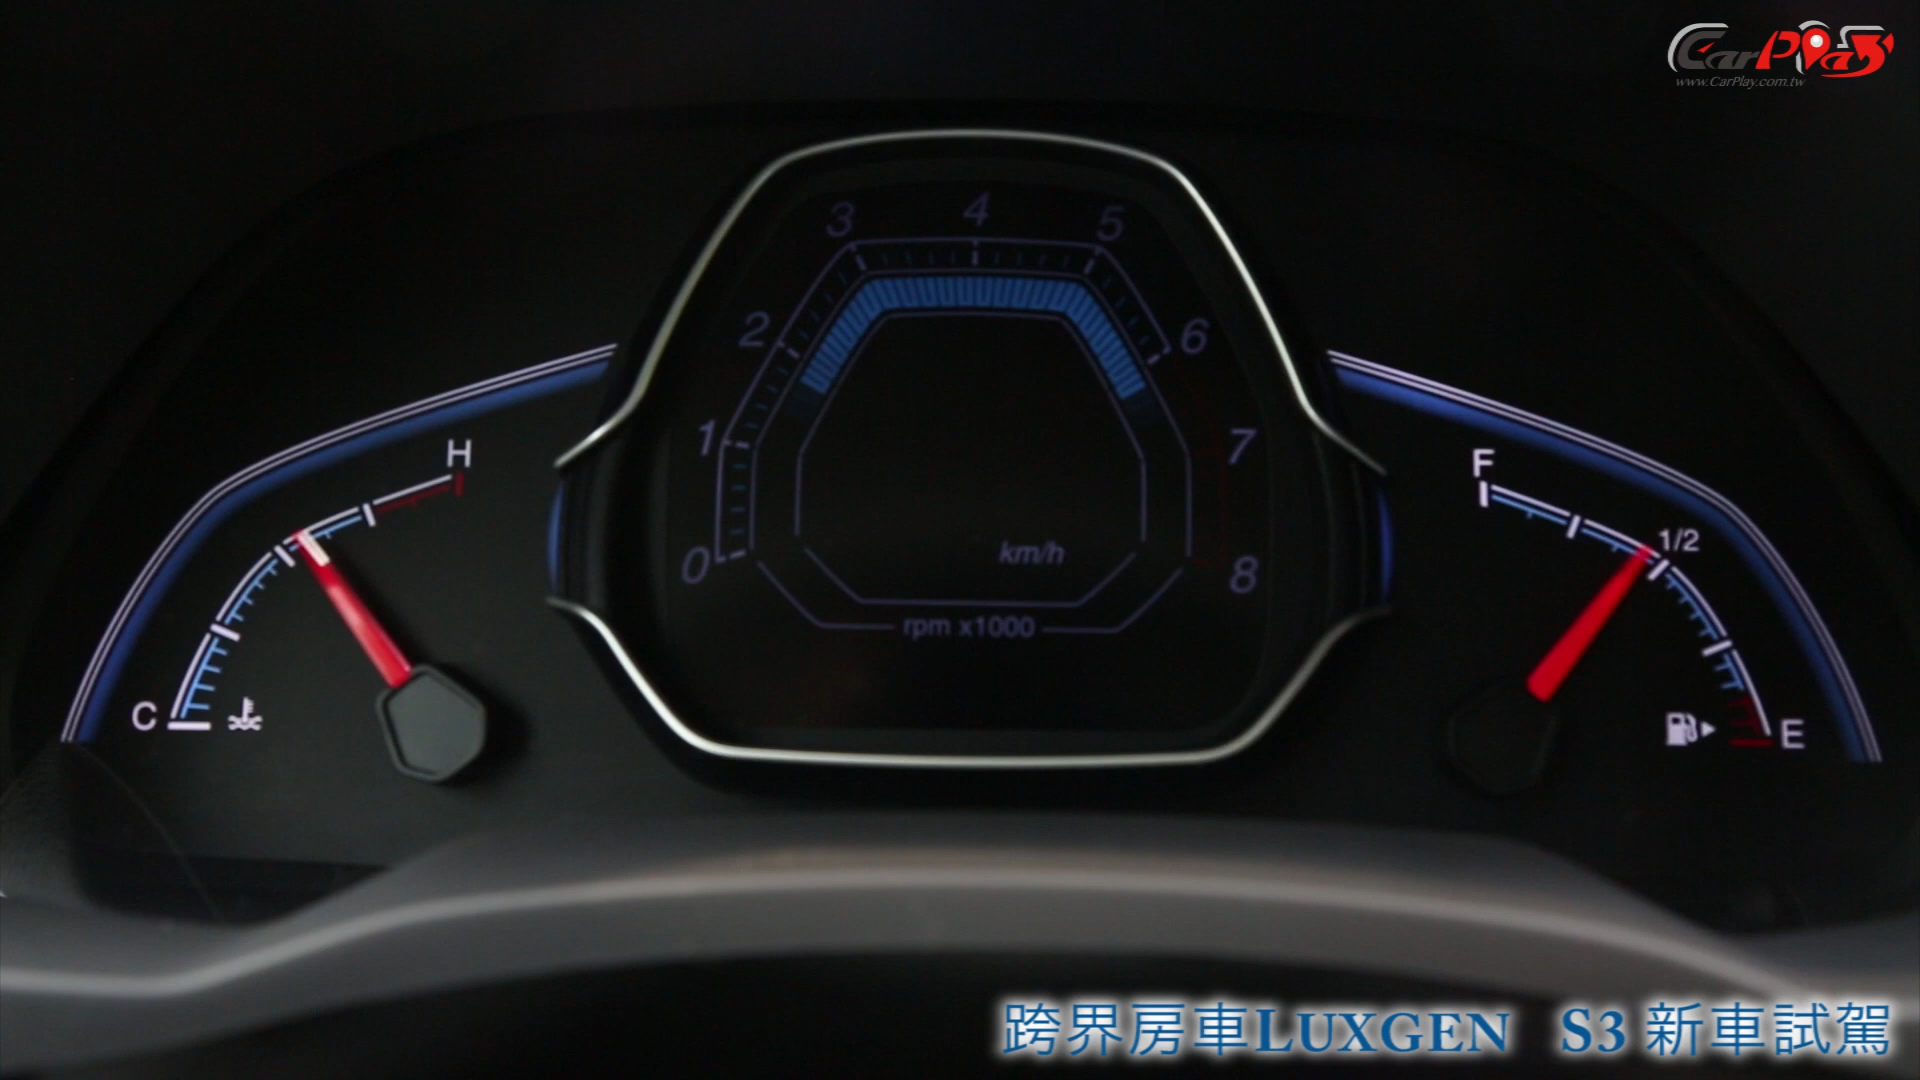 CarPlay
www.CarPlay.com.tw
3 4 5
2 6
1 7
0 8
km/h
rpm x1000
H
C
F
1/2
E
跨界房車LUXGEN S3 新車試駕